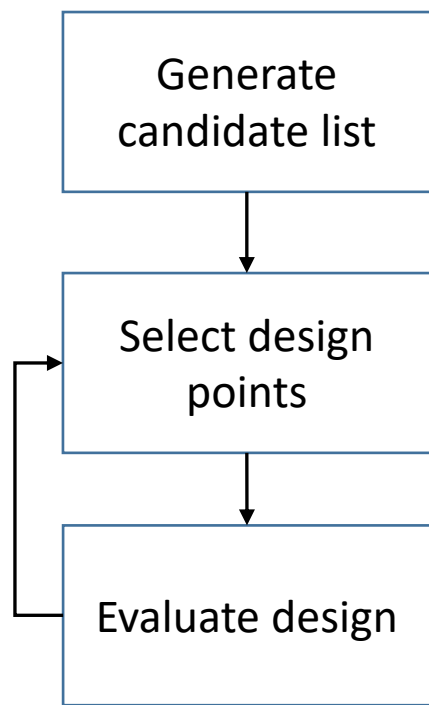 Generate
candidate list
Select design
points
Evaluate design